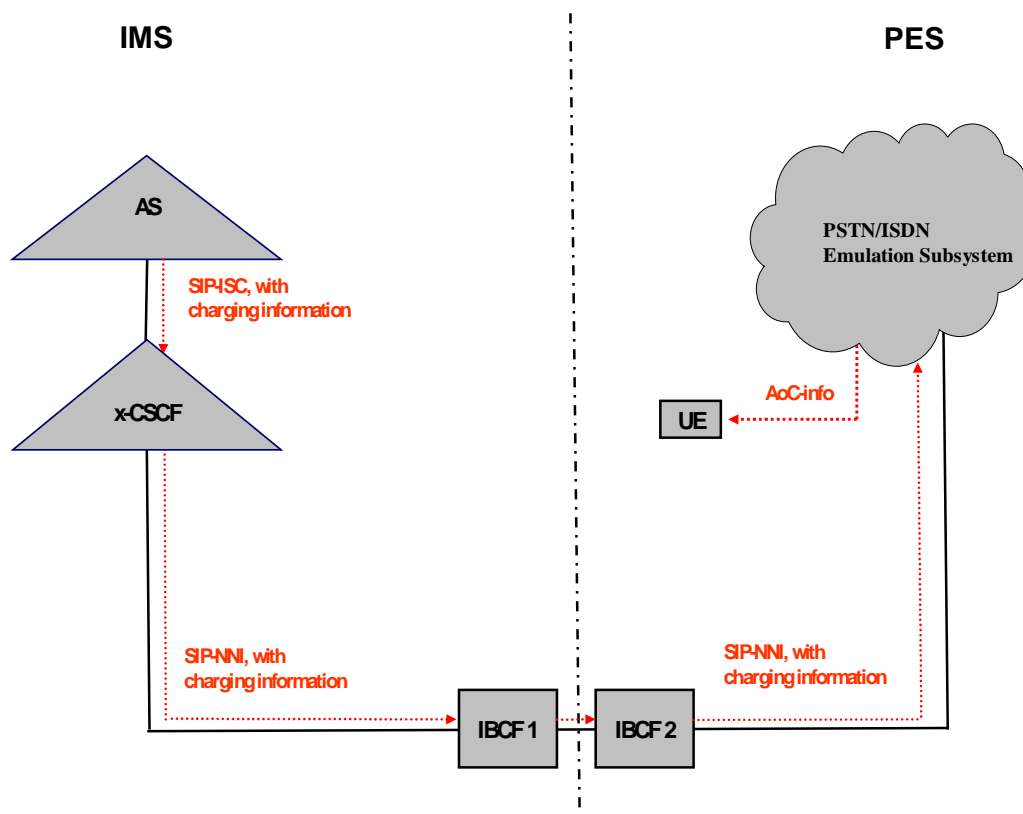 IMS
PES
AS
PSTN/ISDN
Emulation Subsystem
SIP-ISC, with
charging information
x-CSCF
AoC-info
UE
SIP-NNI, with
charging information
SIP-NNI, with
charging information
IBCF 1
IBCF 2